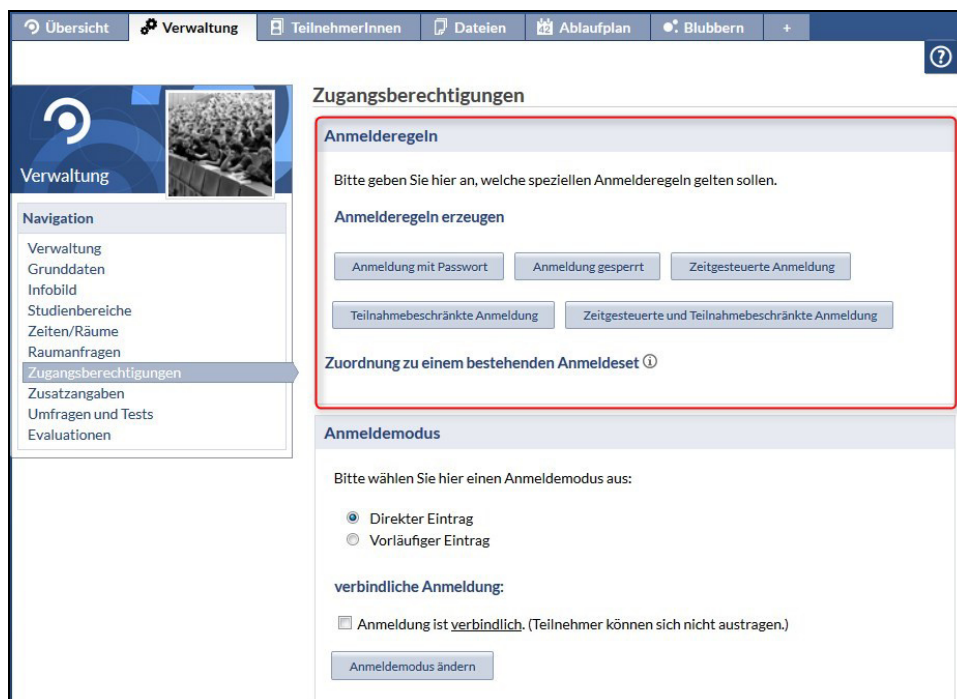 Übersicht
Verwaltung
TeilnehmerInnen
Dateien
42 Ablaufplan
Blubbern
+
?
Verwaltung
Navigation
Verwaltung
Grunddaten
Infobild
Studienbereiche
Zeiten/Räume
Raumanfragen
Zugangsberechtigungen
Zusatzangaben
Umfragen und Tests
Evaluationen
Zugangsberechtigungen
Anmelderegeln
Bitte geben Sie hier an, welche speziellen Anmelderegeln gelten sollen.
Anmelderegeln erzeugen
Anmeldung mit Passwort
Anmeldung gesperrt
Zeitgesteuerte Anmeldung
Teilnahmebeschränkte Anmeldung
Zeitgesteuerte und Teilnahmebeschränkte Anmeldung
Zuordnung zu einem bestehenden Anmeldeset
Anmeldemodus
Bitte wählen Sie hier einen Anmeldemodus aus:
Direkter Eintrag
Vorläufiger Eintrag
verbindliche Anmeldung:
Anmeldung ist verbindlich. (Teilnehmer können sich nicht austragen.)
Anmeldemodus ändern